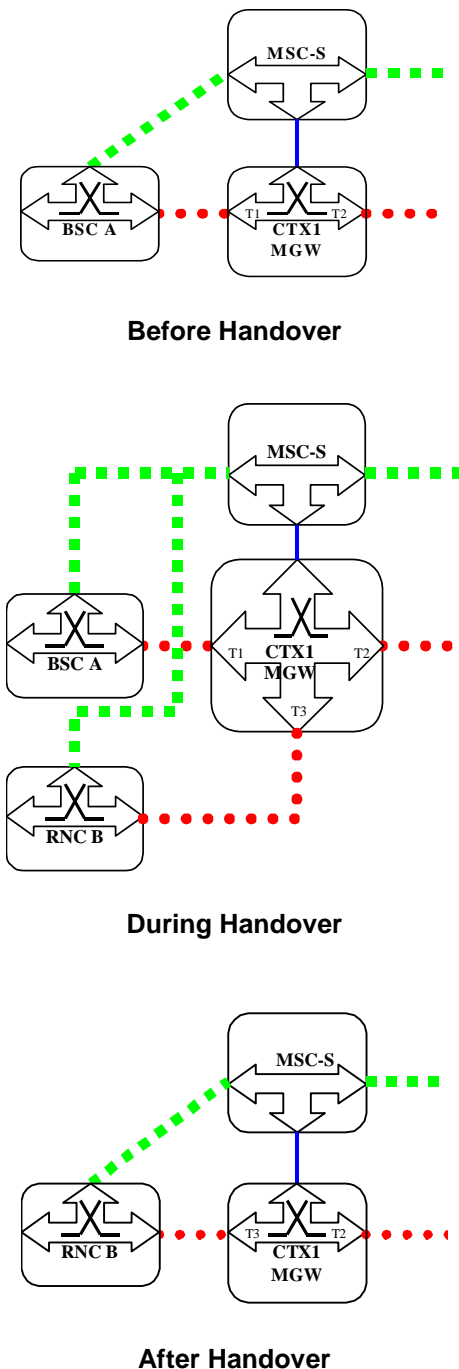 MSC-S
BSC A
T1
T2
CTX1
MGW
Before Handover
MSC-S
BSC A
T1
CTX1
T2
MGW
T3
RNC B
During Handover
MSC-S
RNC B
T3
T2
CTX1
MGW
After Handover